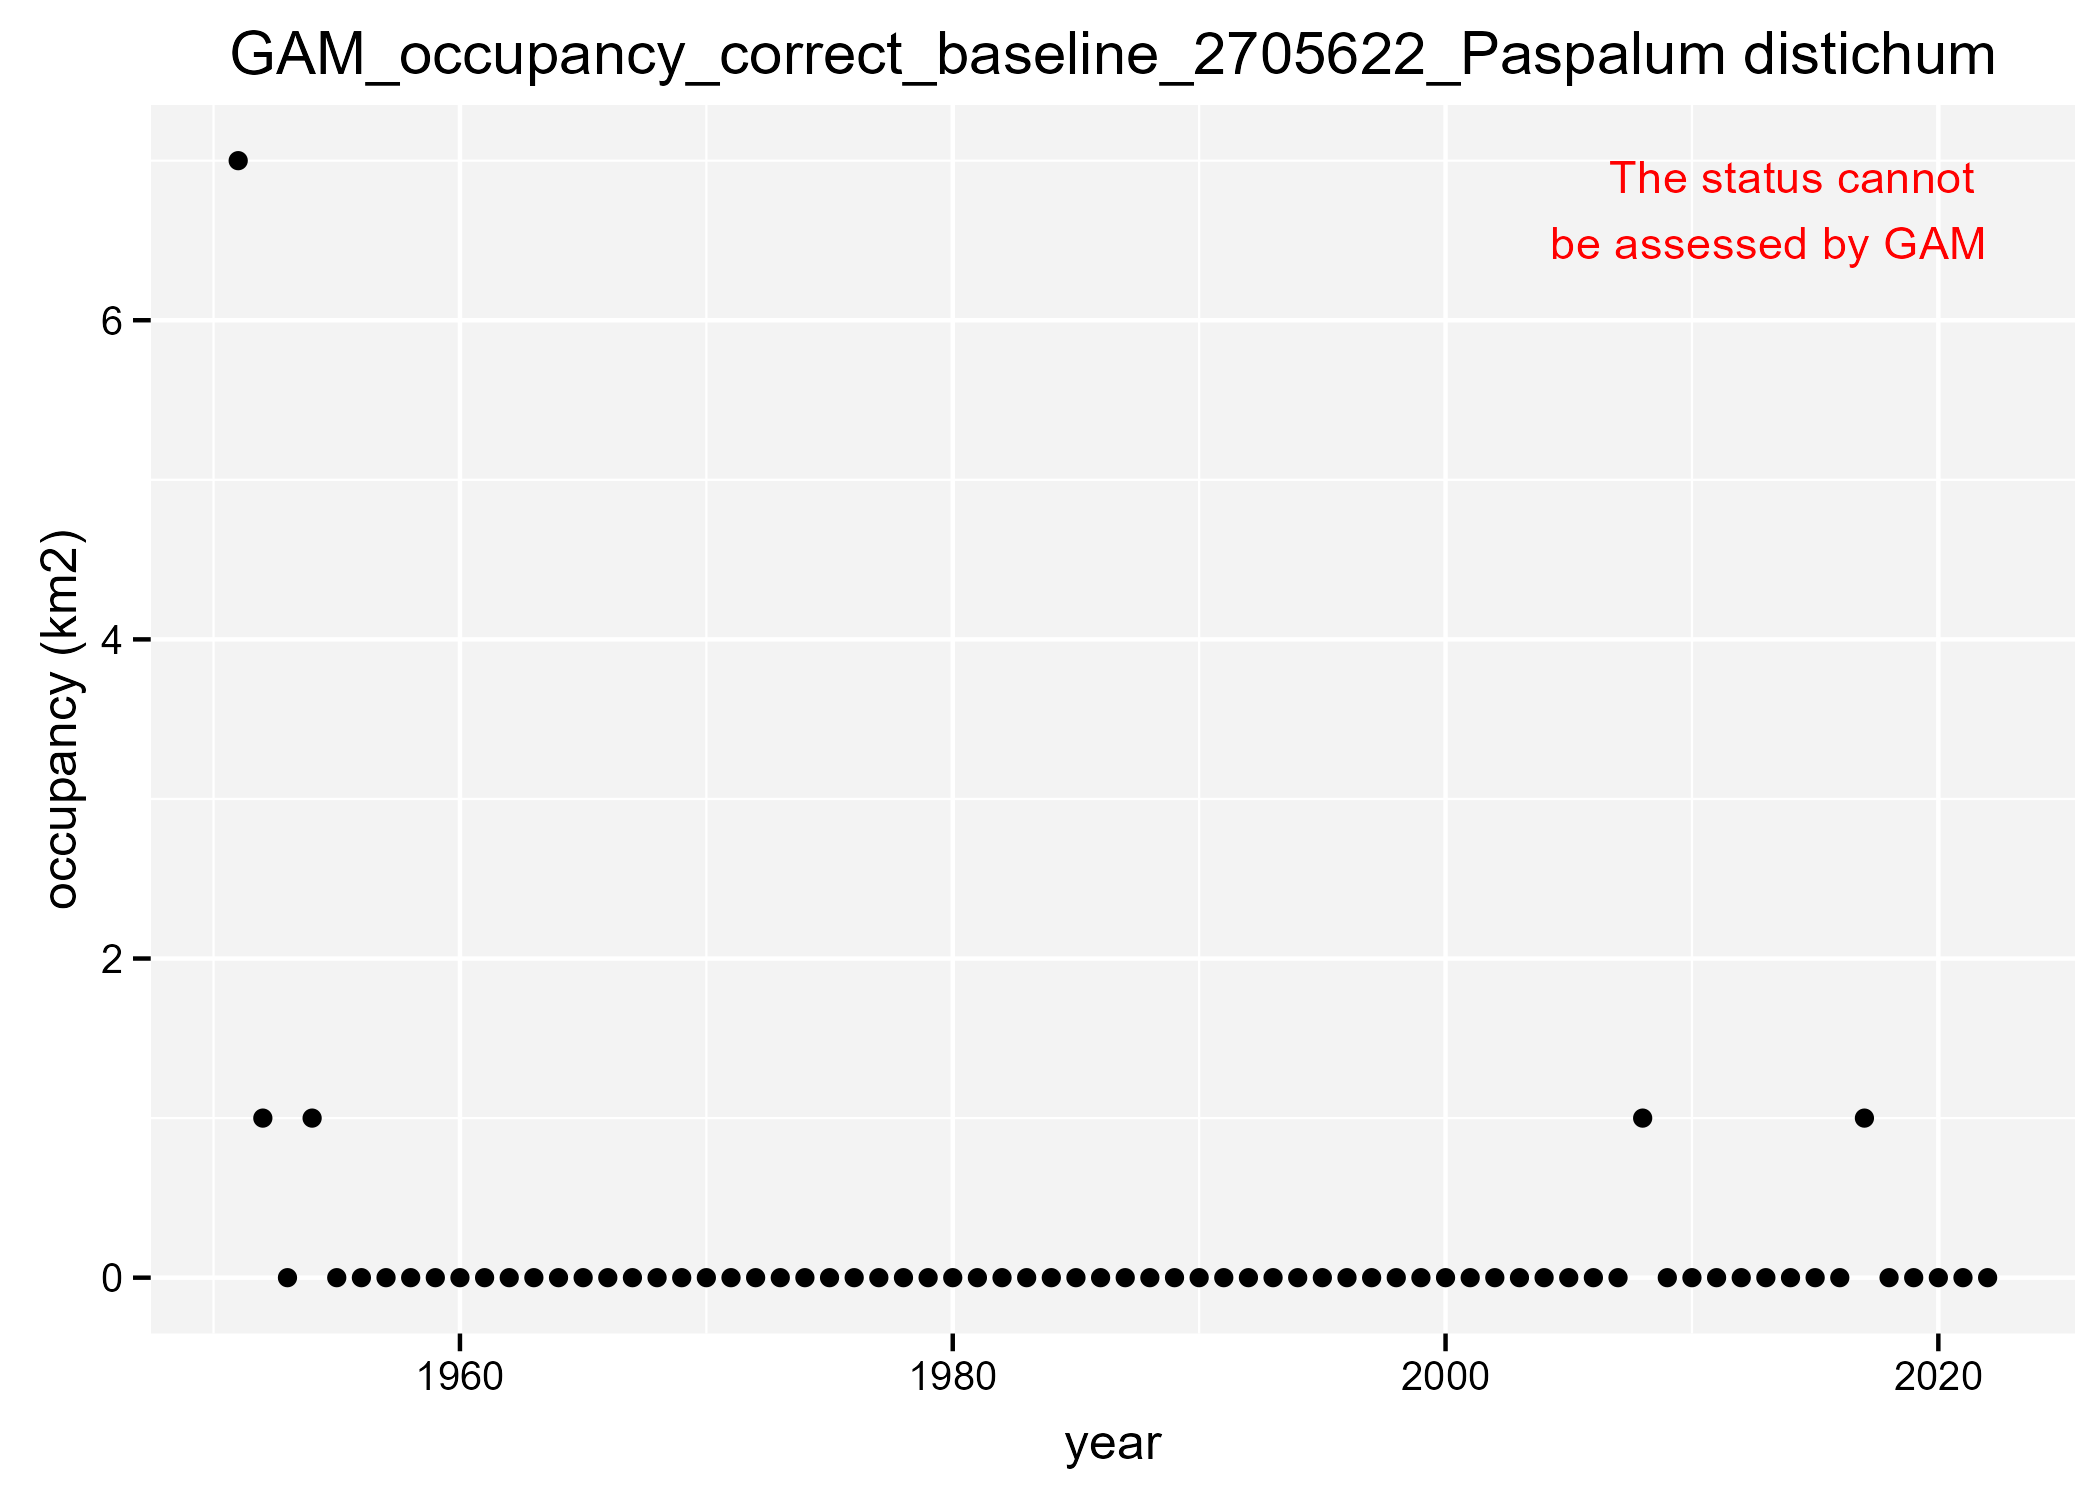 GAM_occupancy_correct_baseline_2705622_Paspalum distichum
The status cannot
be assessed by GAM
6
4
2
0
occupancy (km2)
1960
1980
2000
2020
year